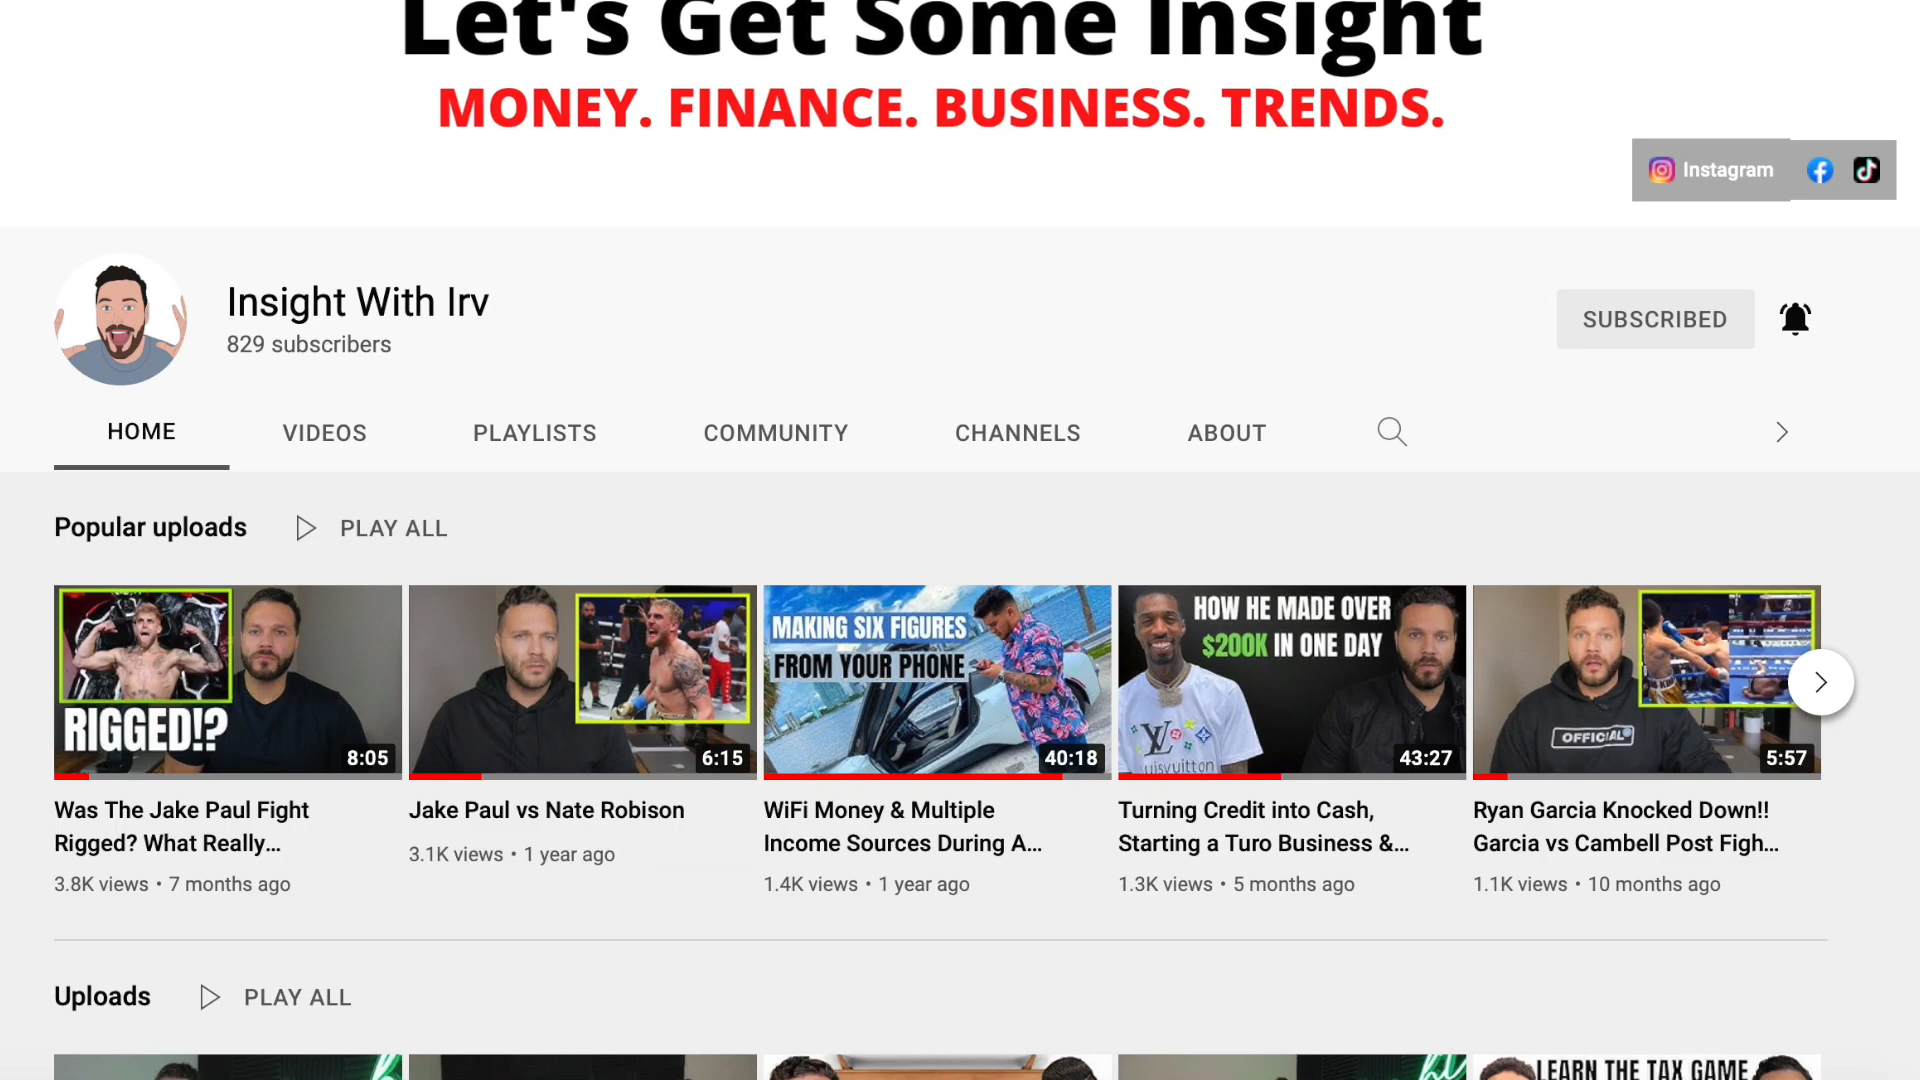 Let's Get Some Insight
MONEY. FINANCE. BUSINESS. TRENDS.
Instagram
Insight With Irv
829 subscribers
SUBSCRIBED
HOME
VIDEOS
PLAYLISTS
COMMUNITY
CHANNELS
ABOUT
Popular uploads
PLAY ALL
RIGGED!?
8:05
6:15
MAKING SIX FIGURES
FROM YOUR PHONE
40:18
HOW HE MADE OVER
$200K IN ONE DAY
LV
uisvuitton
43:27
OFFICIAL
5:57
Was The Jake Paul Fight
Rigged? What Really...
3.8K views • 7 months ago
Jake Paul vs Nate Robison
3.1K views • 1 year ago
WiFi Money & Multiple
Income Sources During A...
1.4K views • 1 year ago
Turning Credit into Cash,
Starting a Turo Business &...
1.3K views • 5 months ago
Ryan Garcia Knocked Down!!
Garcia vs Cambell Post Figh...
1.1K views • 10 months ago
Uploads
PLAY ALL
LEARN THE TAX GAME